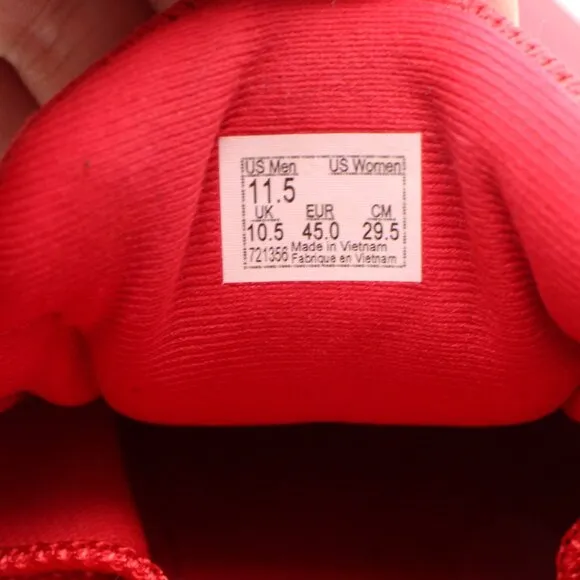 US Men US Women
11.5
UK EUR CM
10.5 45.0 29.5
721356 Made in Vietnam
Fabrique en Vietnam